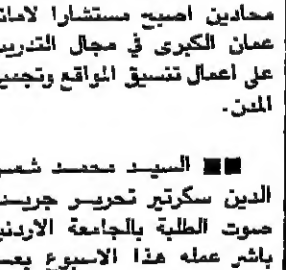 محادين اصبح مستشارا لامانة
عمان الكبرى في مجال التدريب
على اعمال تنسيق المواقع وتجميل
المدن.
■■ السيد محمد شمس
الدين سكرتير تحرير جريدة
صوت الطلبة بالجامعة الاردنية
باشر عمله هذا الاسبوع بعد